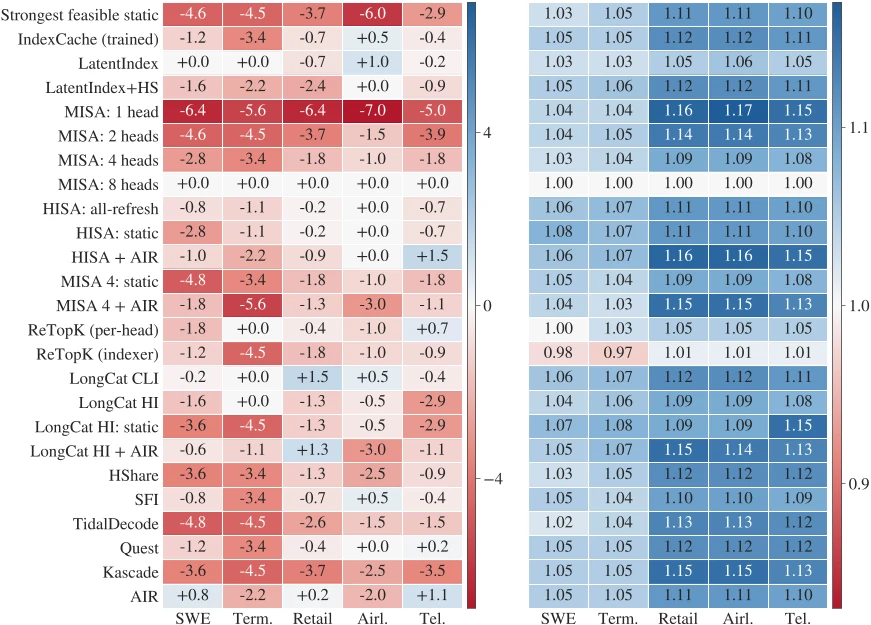 Strongest feasible static -4.6 -4.5 -3.7 -6.0 -2.9 1.03 1.05 1.11 1.11 1.10
IndexCache (trained) -1.2 -3.4 -0.7 +0.5 -0.4 1.05 1.05 1.12 1.12 1.11
LatentIndex +0.0 +0.0 -0.7 +1.0 -0.2 1.03 1.03 1.05 1.06 1.05
LatentIndex+HS -1.6 -2.2 -2.4 +0.0 -0.9 1.05 1.06 1.12 1.12 1.11
MISA: 1 head -6.4 -5.6 -6.4 -7.0 -5.0 1.04 1.04 1.16 1.17 1.15
MISA: 2 heads -4.6 -4.5 -3.7 -1.5 -3.9 4 1.04 1.05 1.14 1.14 1.13 1.1
MISA: 4 heads -2.8 -3.4 -1.8 -1.0 -1.8 1.03 1.04 1.09 1.09 1.08
MISA: 8 heads +0.0 +0.0 +0.0 +0.0 +0.0 1.00 1.00 1.00 1.00 1.00
HISA: all-refresh -0.8 -1.1 -0.2 +0.0 -0.7 1.06 1.07 1.11 1.11 1.10
HISA: static -2.8 -1.1 -0.2 +0.0 -0.7 1.08 1.07 1.11 1.11 1.10
HISA + AIR -1.0 -2.2 -0.9 +0.0 +1.5 1.06 1.07 1.16 1.16 1.15
MISA 4: static -4.8 -3.4 -1.8 -1.0 -1.8 1.05 1.04 1.09 1.09 1.08
MISA 4 + AIR -1.8 -5.6 -1.3 -3.0 -1.1 0 1.04 1.03 1.15 1.15 1.13 1.0
ReTopK (per-head) -1.8 +0.0 -0.4 -1.0 +0.7 1.00 1.03 1.05 1.05 1.05
ReTopK (indexer) -1.2 -4.5 -1.8 -1.0 -0.9 0.98 0.97 1.01 1.01 1.01
LongCat CLI -0.2 +0.0 +1.5 +0.5 -0.4 1.06 1.07 1.12 1.12 1.11
LongCat HI -1.6 +0.0 -1.3 -0.5 -2.9 1.04 1.06 1.09 1.09 1.08
LongCat HI: static -3.6 -4.5 -1.3 -0.5 -2.9 1.07 1.08 1.09 1.09 1.15
LongCat HI + AIR -0.6 -1.1 +1.3 -3.0 -1.1 1.05 1.07 1.15 1.14 1.13
HShare -3.6 -3.4 -1.3 -2.5 -0.9 −4 1.03 1.05 1.12 1.12 1.12 0.9
SFI -0.8 -3.4 -0.7 +0.5 -0.4 1.05 1.04 1.10 1.10 1.09
TidalDecode -4.8 -4.5 -2.6 -1.5 -1.5 1.02 1.04 1.13 1.13 1.12
Quest -1.2 -3.4 -0.4 +0.0 +0.2 1.05 1.05 1.12 1.12 1.12
Kascade -3.6 -4.5 -3.7 -2.5 -3.5 1.05 1.05 1.15 1.15 1.13
AIR +0.8 -2.2 +0.2 -2.0 +1.1 1.05 1.05 1.11 1.11 1.10
SWE Term. Retail Airl. Tel. SWE Term. Retail Airl. Tel.